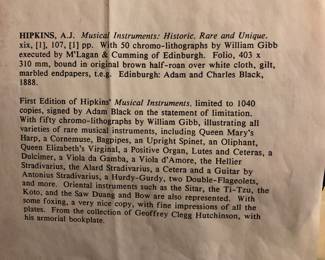 HIPKINS, A.J. Musical Instruments: Historic, Rare and Unique.
xix, [1], 107, [1] pp. With 50 chromo-lithographs by William Gibb
executed by M'Lagan & Cumming of Edinburgh. Folio, 403 x
310 mm, bound in original brown half-roan over white cloth, gilt,
marbled endpapers, t.e.g. Edinburgh: Adam and Charles Black,
1888.
First Edition of Hipkins' Musical Instruments, limited to 1040
copies, signed by Adam Black on the statement of limitation.
With fifty chromo-lithographs by William Gibb, illustrating all
varieties of rare musical instruments, including Queen Mary's
Harp, a Cornemuse, Bagpipes, an Upright Spinet, an Oliphant,
Queen Elizabeth's Virginal, a Positive Organ, Lutes and Ceteras, a
Dulcimer, a Viola da Gamba, a Viola d'Amore, the Hellier
Stradivarius, the Alard Stradivarius, a Cetera and a Guitar by
Antonius Stradivarius, a Hurdy-Gurdy, two Double-Flageolets,
and more. Oriental instruments such as the Sitar, the Ti-Tzu, the
Koto, and the Saw Duang and Bow are also represented. With
some foxing, a very nice copy, with fine impressions of all the
plates. From the collection of Geoffrey Clegg Hutchinson, with
his armorial bookplate.